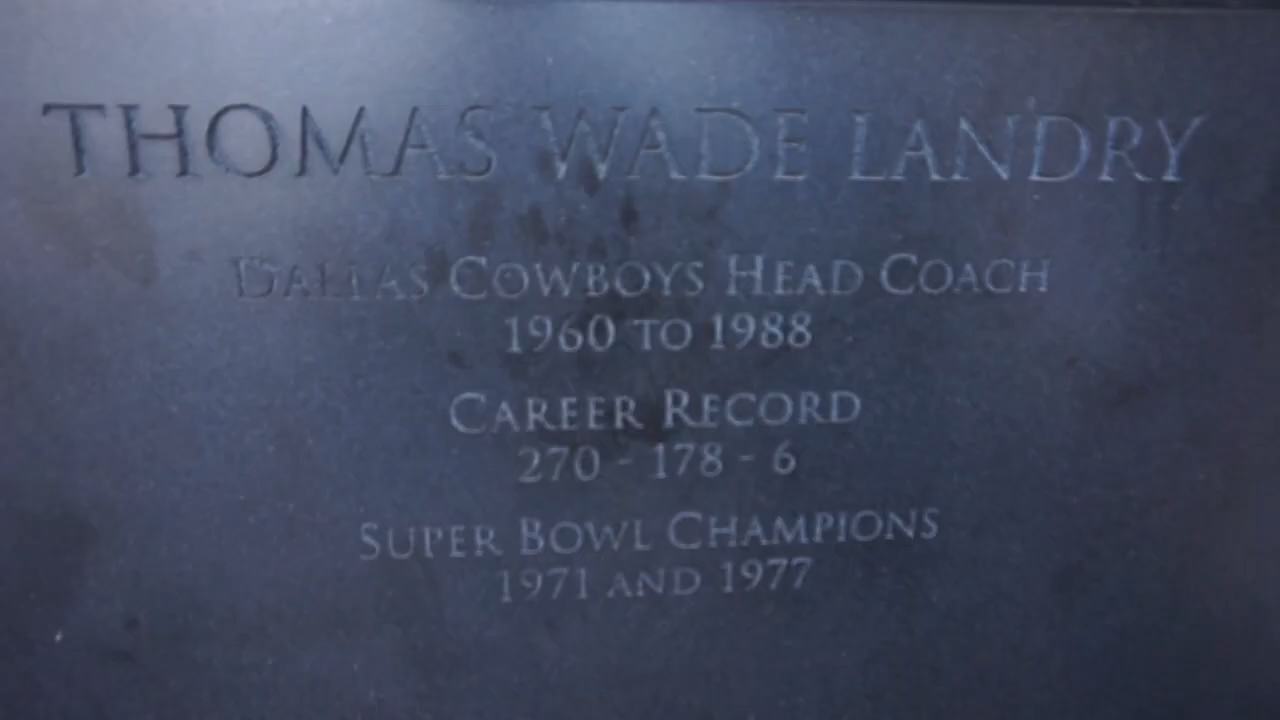 THOMAS WADE LANDRY
DALLAS COWBOYS HEAD COACH
1960 TO 1988
CAREER RECORD
270 - 178 - 6
SUPER BOWL CHAMPIONS
1971 AND 1977